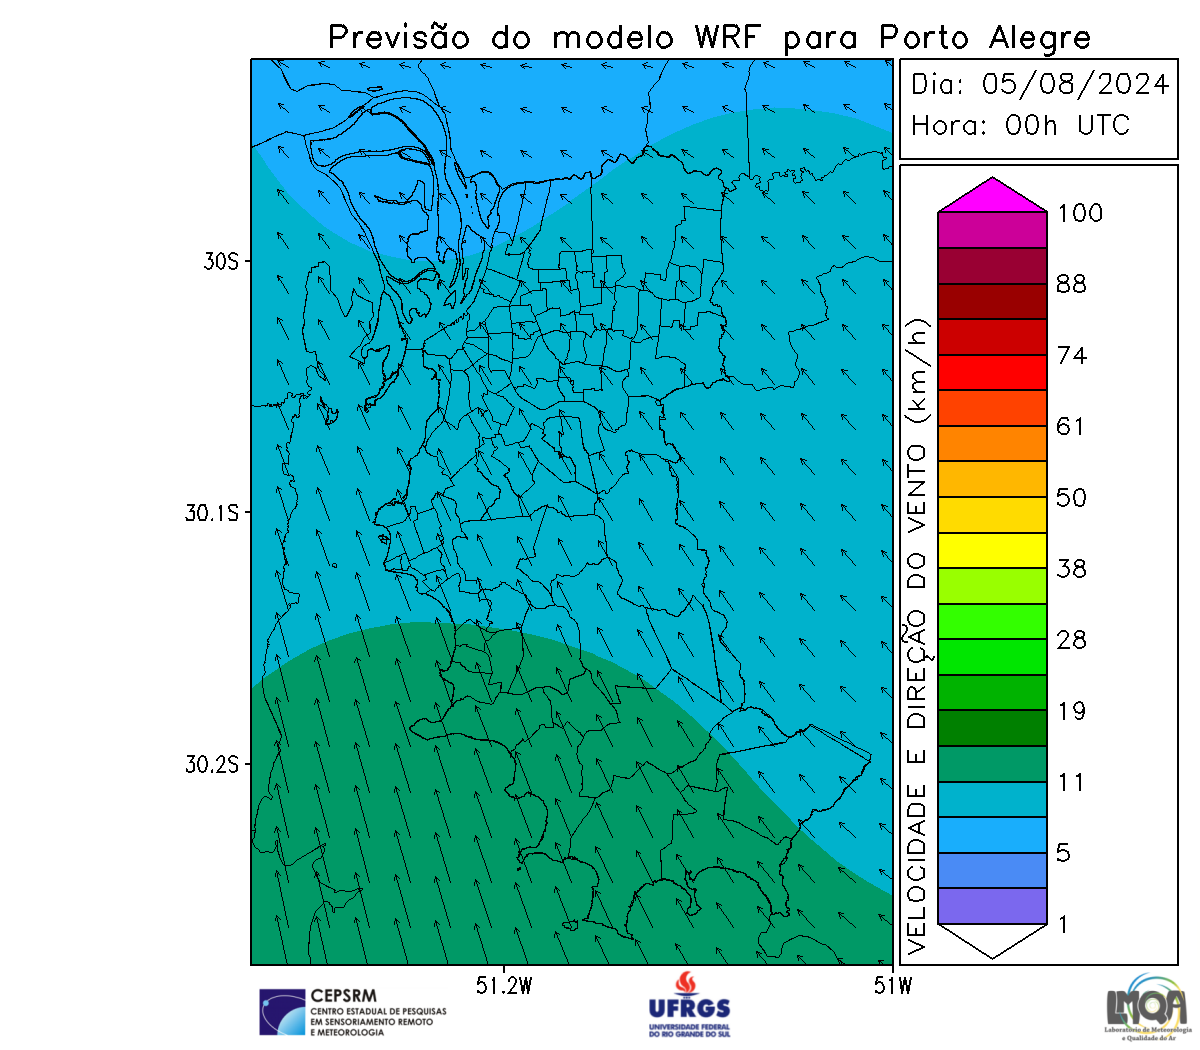 Previsão do modelo WRF para Porto Alegre
Dia: 05/08/2024
Hora: 00h UTC
30S
30.1S
30.2S
51.2W
51W
VELOCIDADE E DIREÇÃO DO VENTO (km/h)
100
88
74
61
50
38
28
19
11
5
1
CEPSRM
CENTRO ESTADUAL DE PESQUISAS
EM SENSORIAMENTO REMOTO
E METEOROLOGIA
UFRGS
UNIVERSIDADE FEDERAL
DO RIO GRANDE DO SUL
LMQA
Laboratório de Meteorologia
e Qualidade do Ar